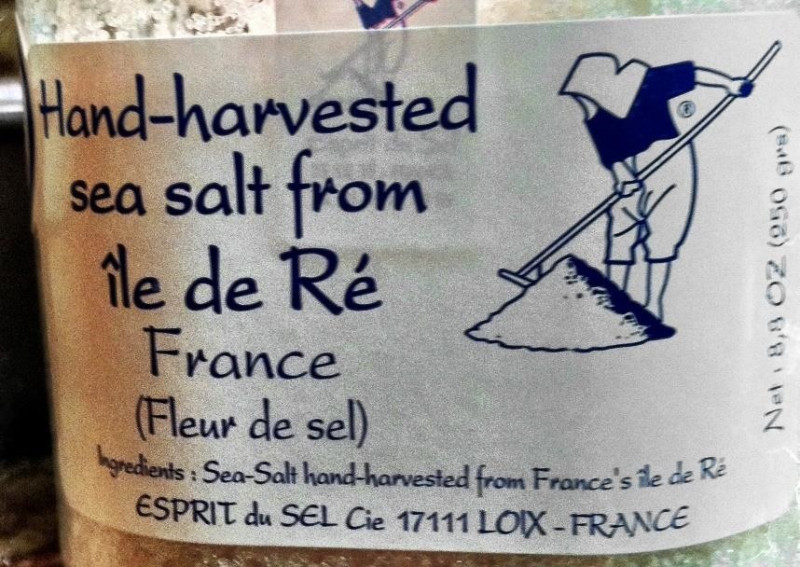 Hand-harvested
sea salt from
île de Ré
France
(Fleur de sel)
Ingredients : Sea-Salt hand-harvested from France's île de Ré
ESPRIT du SEL Cie 17111 LOIX - FRANCE
®
Net : 8,8 OZ (250 grs)